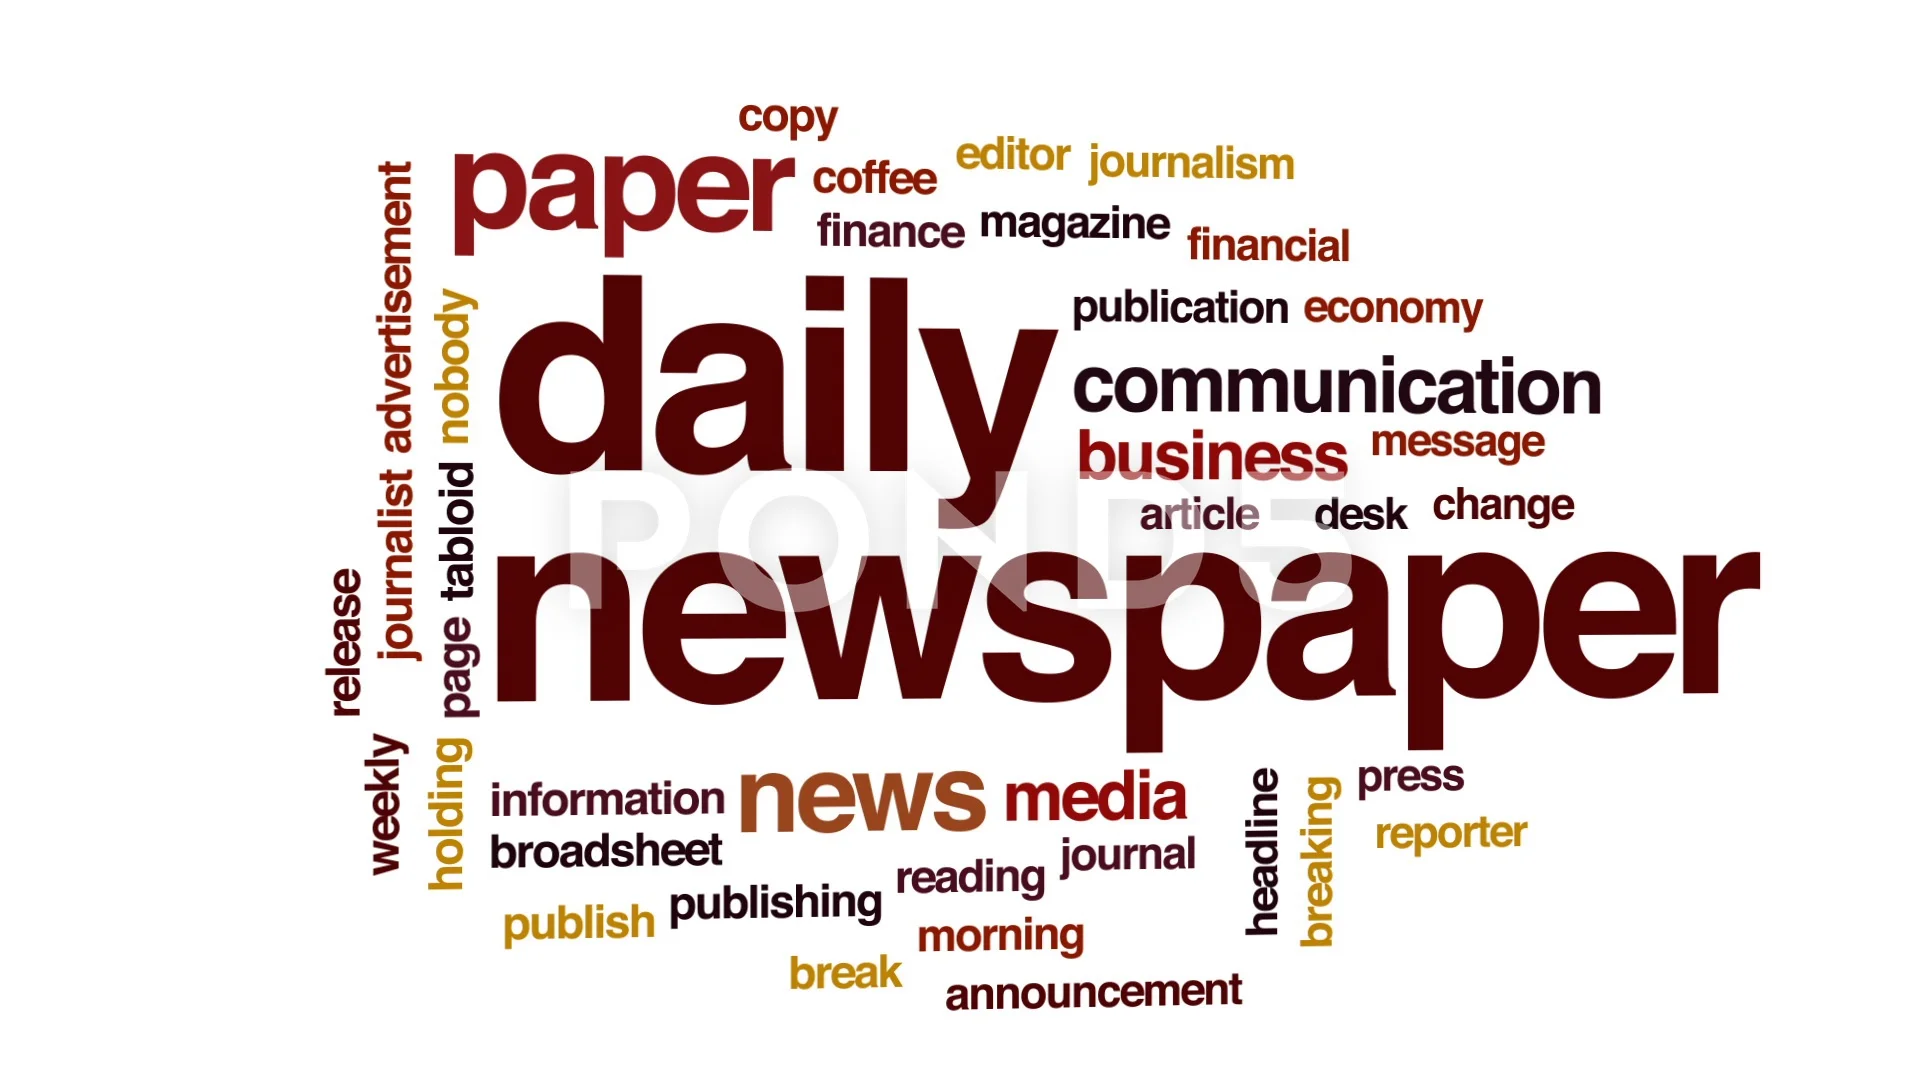 copy
paper
coffee
editor
journalism
finance
magazine
financial
advertisement
nobody
daily
publication
economy
communication
business
message
article
desk
change
journalist
tabloid
POND5
newspaper
release
page
weekly
holding
information
news
media
headline
breaking
press
reporter
broadsheet
reading
journal
publish
publishing
morning
break
announcement